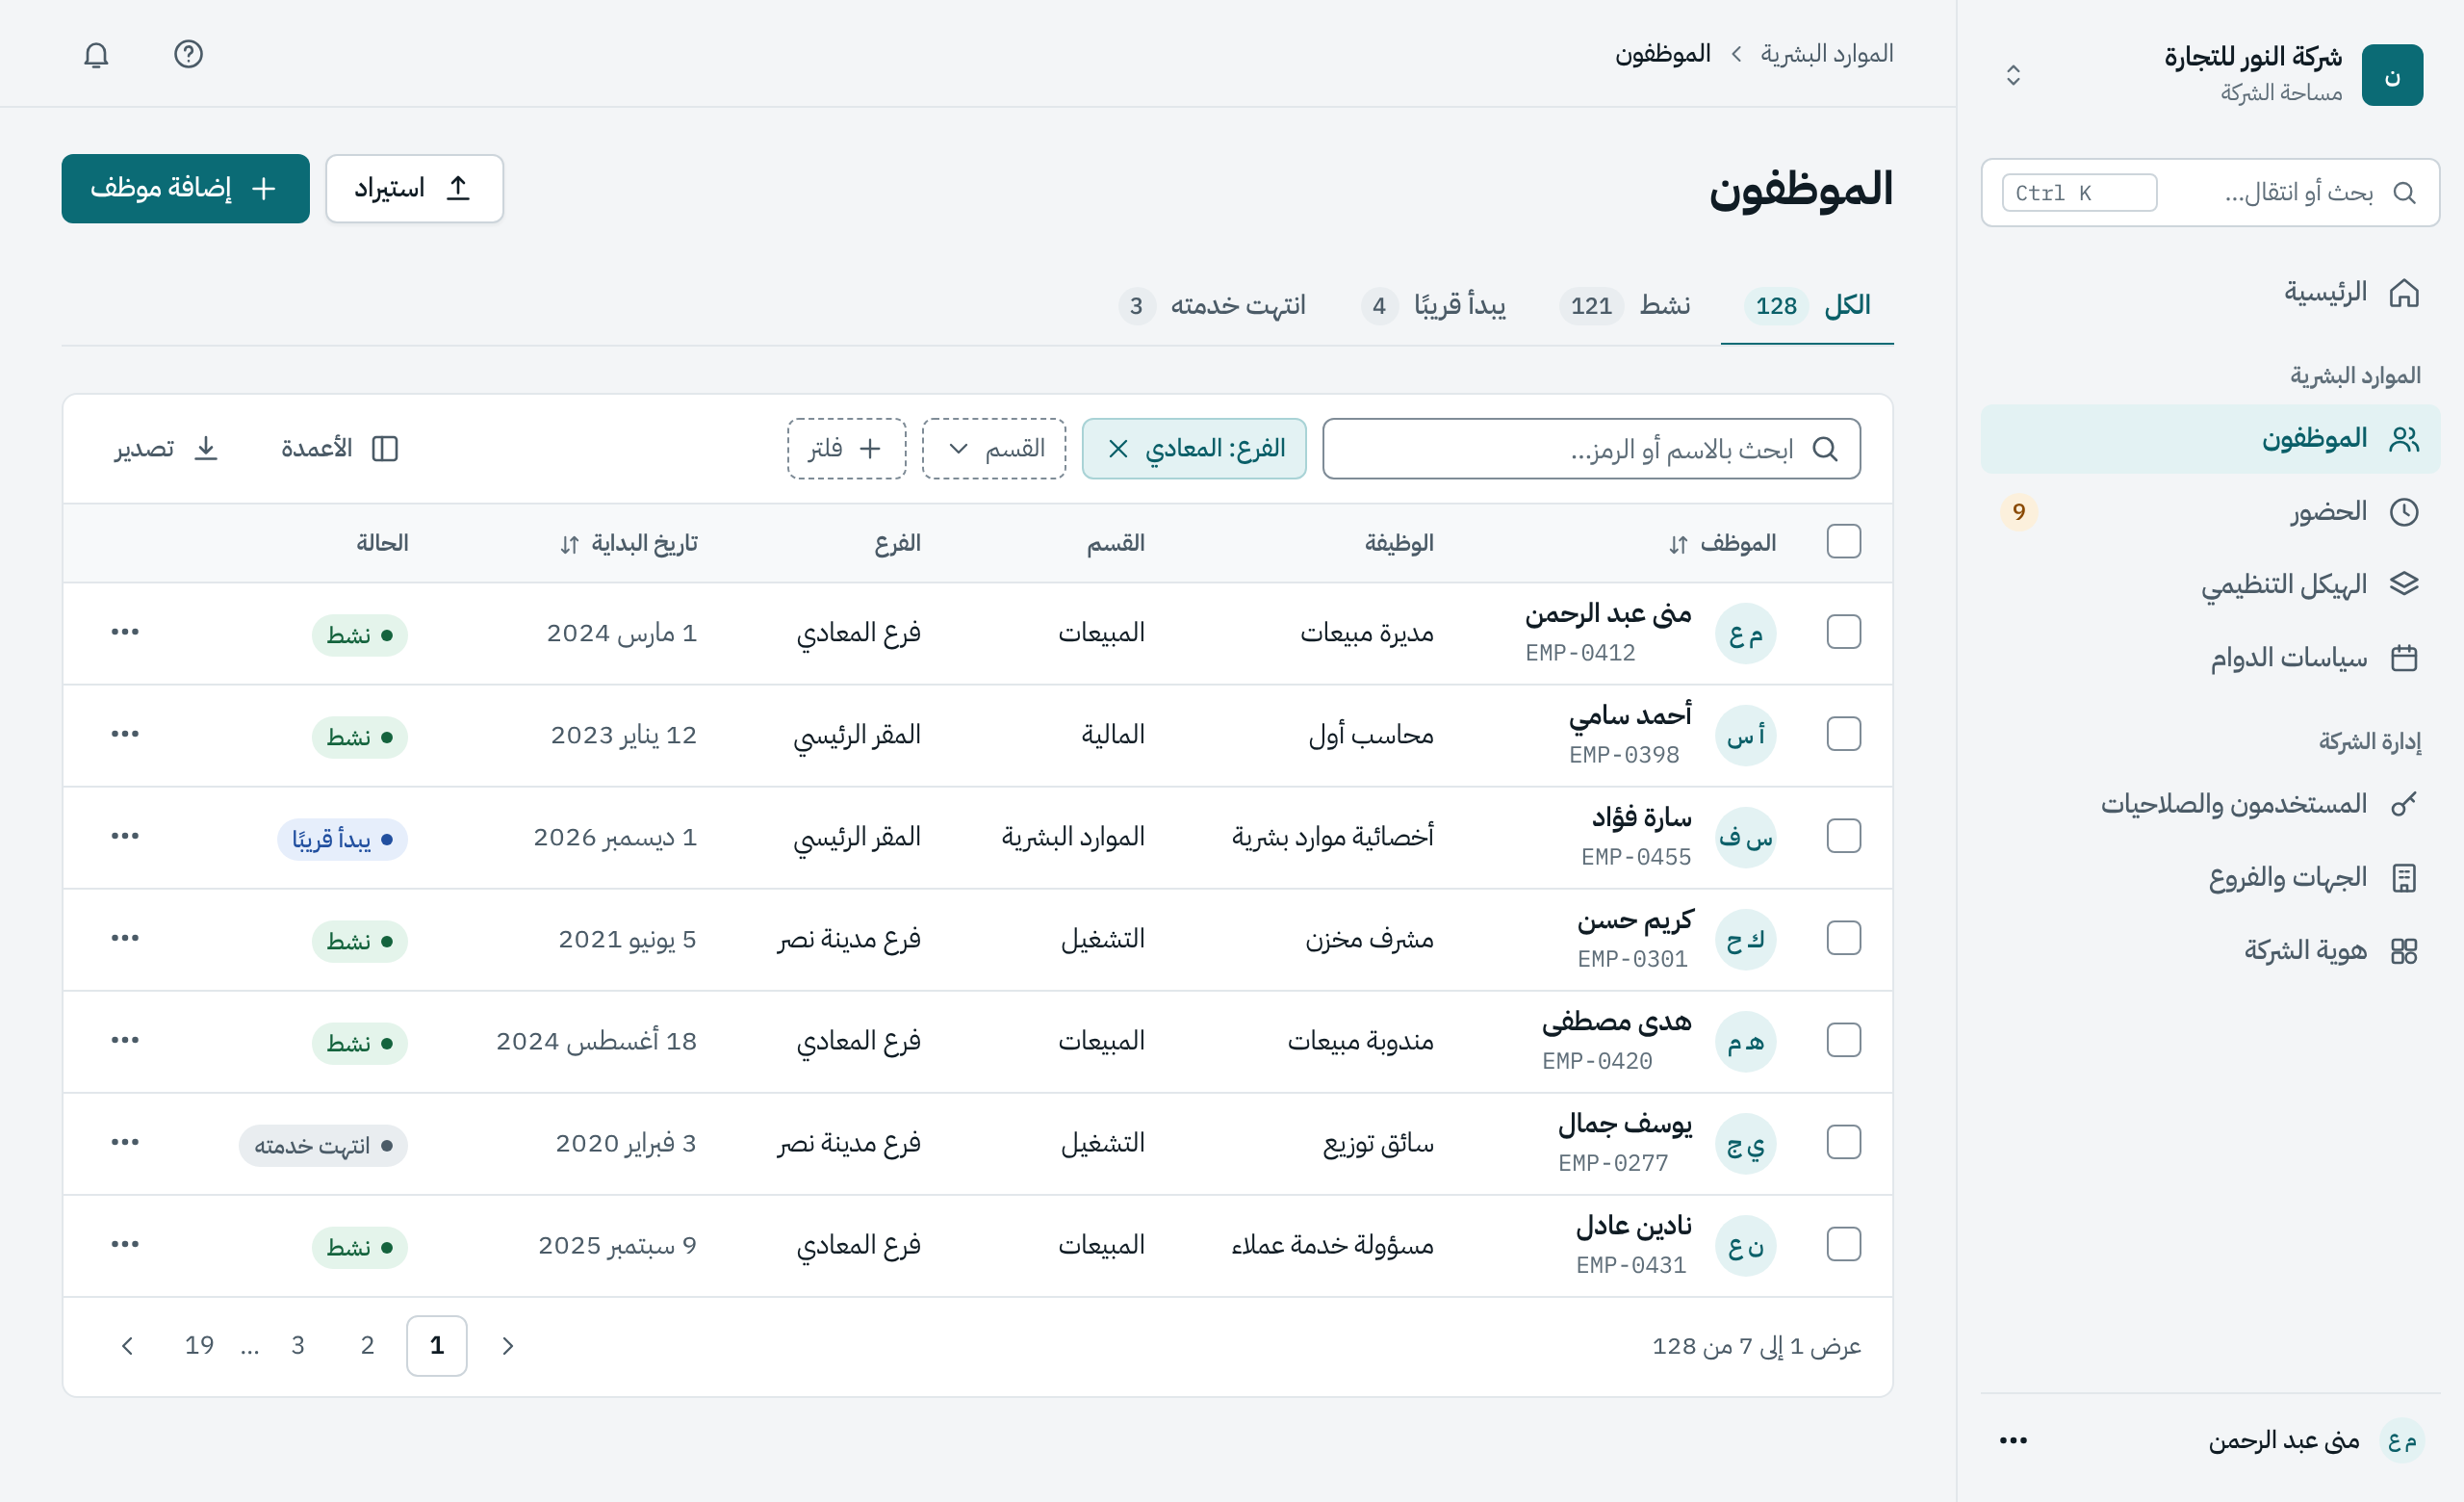 ن
شركة النور للتجارة
مساحة الشركة
بحث أو انتقال...
Ctrl K
الرئيسية
الموارد البشرية
الموظفون
الحضور
9
الهيكل التنظيمي
سياسات الدوام
إدارة الشركة
المستخدمون والصلاحيات
الجهات والفروع
هوية الشركة
م ع
منى عبد الرحمن
الموارد البشرية
الموظفون
الموظفون
استيراد
إضافة موظف
الكل 128
نشط 121
يبدأ قريبًا 4
انتهت خدمته 3
ابحث بالاسم أو الرمز...
الفرع: المعادي
القسم
فلتر
الأعمدة
تصدير
الموظف الوظيفة القسم الفرع تاريخ البداية الحالة
م ع منى عبد الرحمن مديرة مبيعات المبيعات فرع المعادي 1 مارس 2024 نشط
EMP-0412
أ س أحمد سامي محاسب أول المالية المقر الرئيسي 12 يناير 2023 نشط
EMP-0398
س ف سارة فؤاد أخصائية موارد بشرية الموارد البشرية المقر الرئيسي 1 ديسمبر 2026 يبدأ قريبًا
EMP-0455
ك ح كريم حسن مشرف مخزن التشغيل فرع مدينة نصر 5 يونيو 2021 نشط
EMP-0301
ه م هدى مصطفى مندوبة مبيعات المبيعات فرع المعادي 18 أغسطس 2024 نشط
EMP-0420
ي ج يوسف جمال سائق توزيع التشغيل فرع مدينة نصر 3 فبراير 2020 انتهت خدمته
EMP-0277
ن ع نادين عادل مسؤولة خدمة عملاء المبيعات فرع المعادي 9 سبتمبر 2025 نشط
EMP-0431
عرض 1 إلى 7 من 128
1 2 3 ... 19